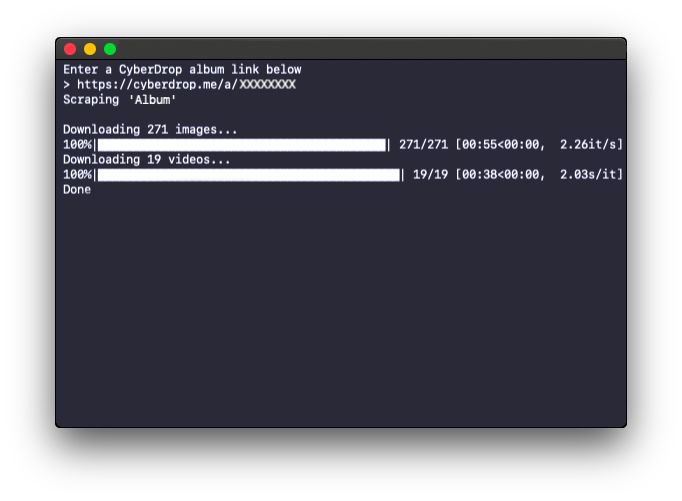 Enter a CyberDrop album link below
> https://cyberdrop.me/a/XXXXXXXX
Scraping 'Album'
Downloading 271 images...
100%| | 271/271 [00:55<00:00, 2.26it/s]
Downloading 19 videos...
100%| | 19/19 [00:38<00:00, 2.03s/it]
Done